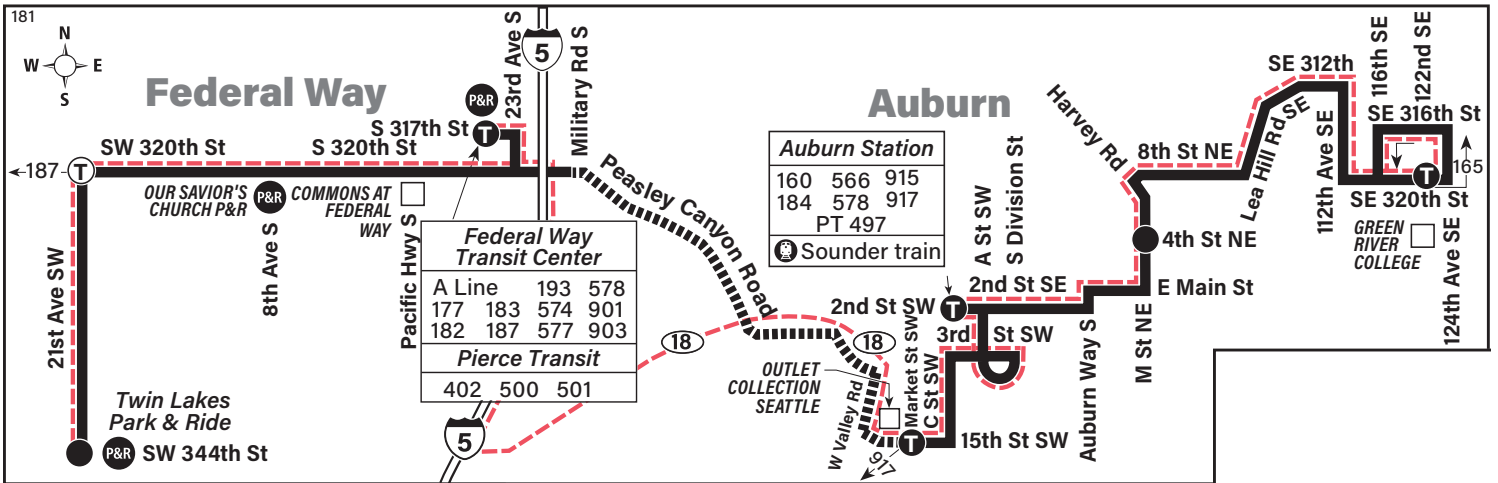 181
N
W E
S
Federal Way
P&R
23rd Ave S
5
Military Rd S
S 317th St
T
SW 320th St
S 320th St
187
T
OUR SAVIOR'S
CHURCH P&R
P&R
8th Ave S
COMMONS AT
FEDERAL
WAY
Pacific Hwy S
21st Ave SW
Twin Lakes
Park & Ride
P&R
SW 344th St
Federal Way
Transit Center
A Line 193 578
177 183 574 901
182 187 577 903
Pierce Transit
402 500 501
5
Peasley Canyon Road
18
18
Auburn
Auburn Station
160 566 915
184 578 917
PT 497
Sounder train
A St SW
S Division St
2nd St SW
T
2nd St SE
3rd St SW
OUTLET
COLLECTION
SEATTLE
W Valley Rd
Market St SW
C St SW
T
917
15th St SW
Auburn Way S
M St NE
E Main St
4th St NE
Harvey Rd
8th St NE
Lea Hill Rd SE
SE 312th
112th Ave SE
116th SE
122nd SE
SE 316th St
T
165
SE 320th St
GREEN
RIVER
COLLEGE
124th Ave SE